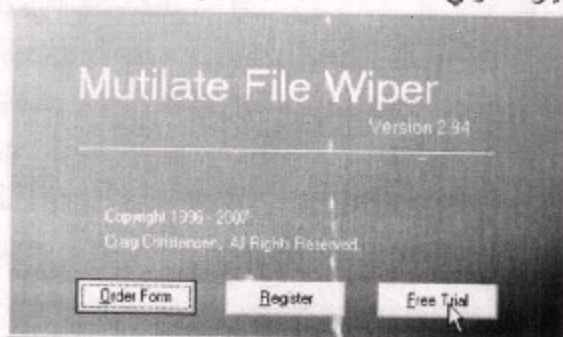 Mutilate File Wiper
Version 2.94
Copyright 1996 - 2007
Craig Christensen, All Rights Reserved.
Order Form
Register
Free Trial